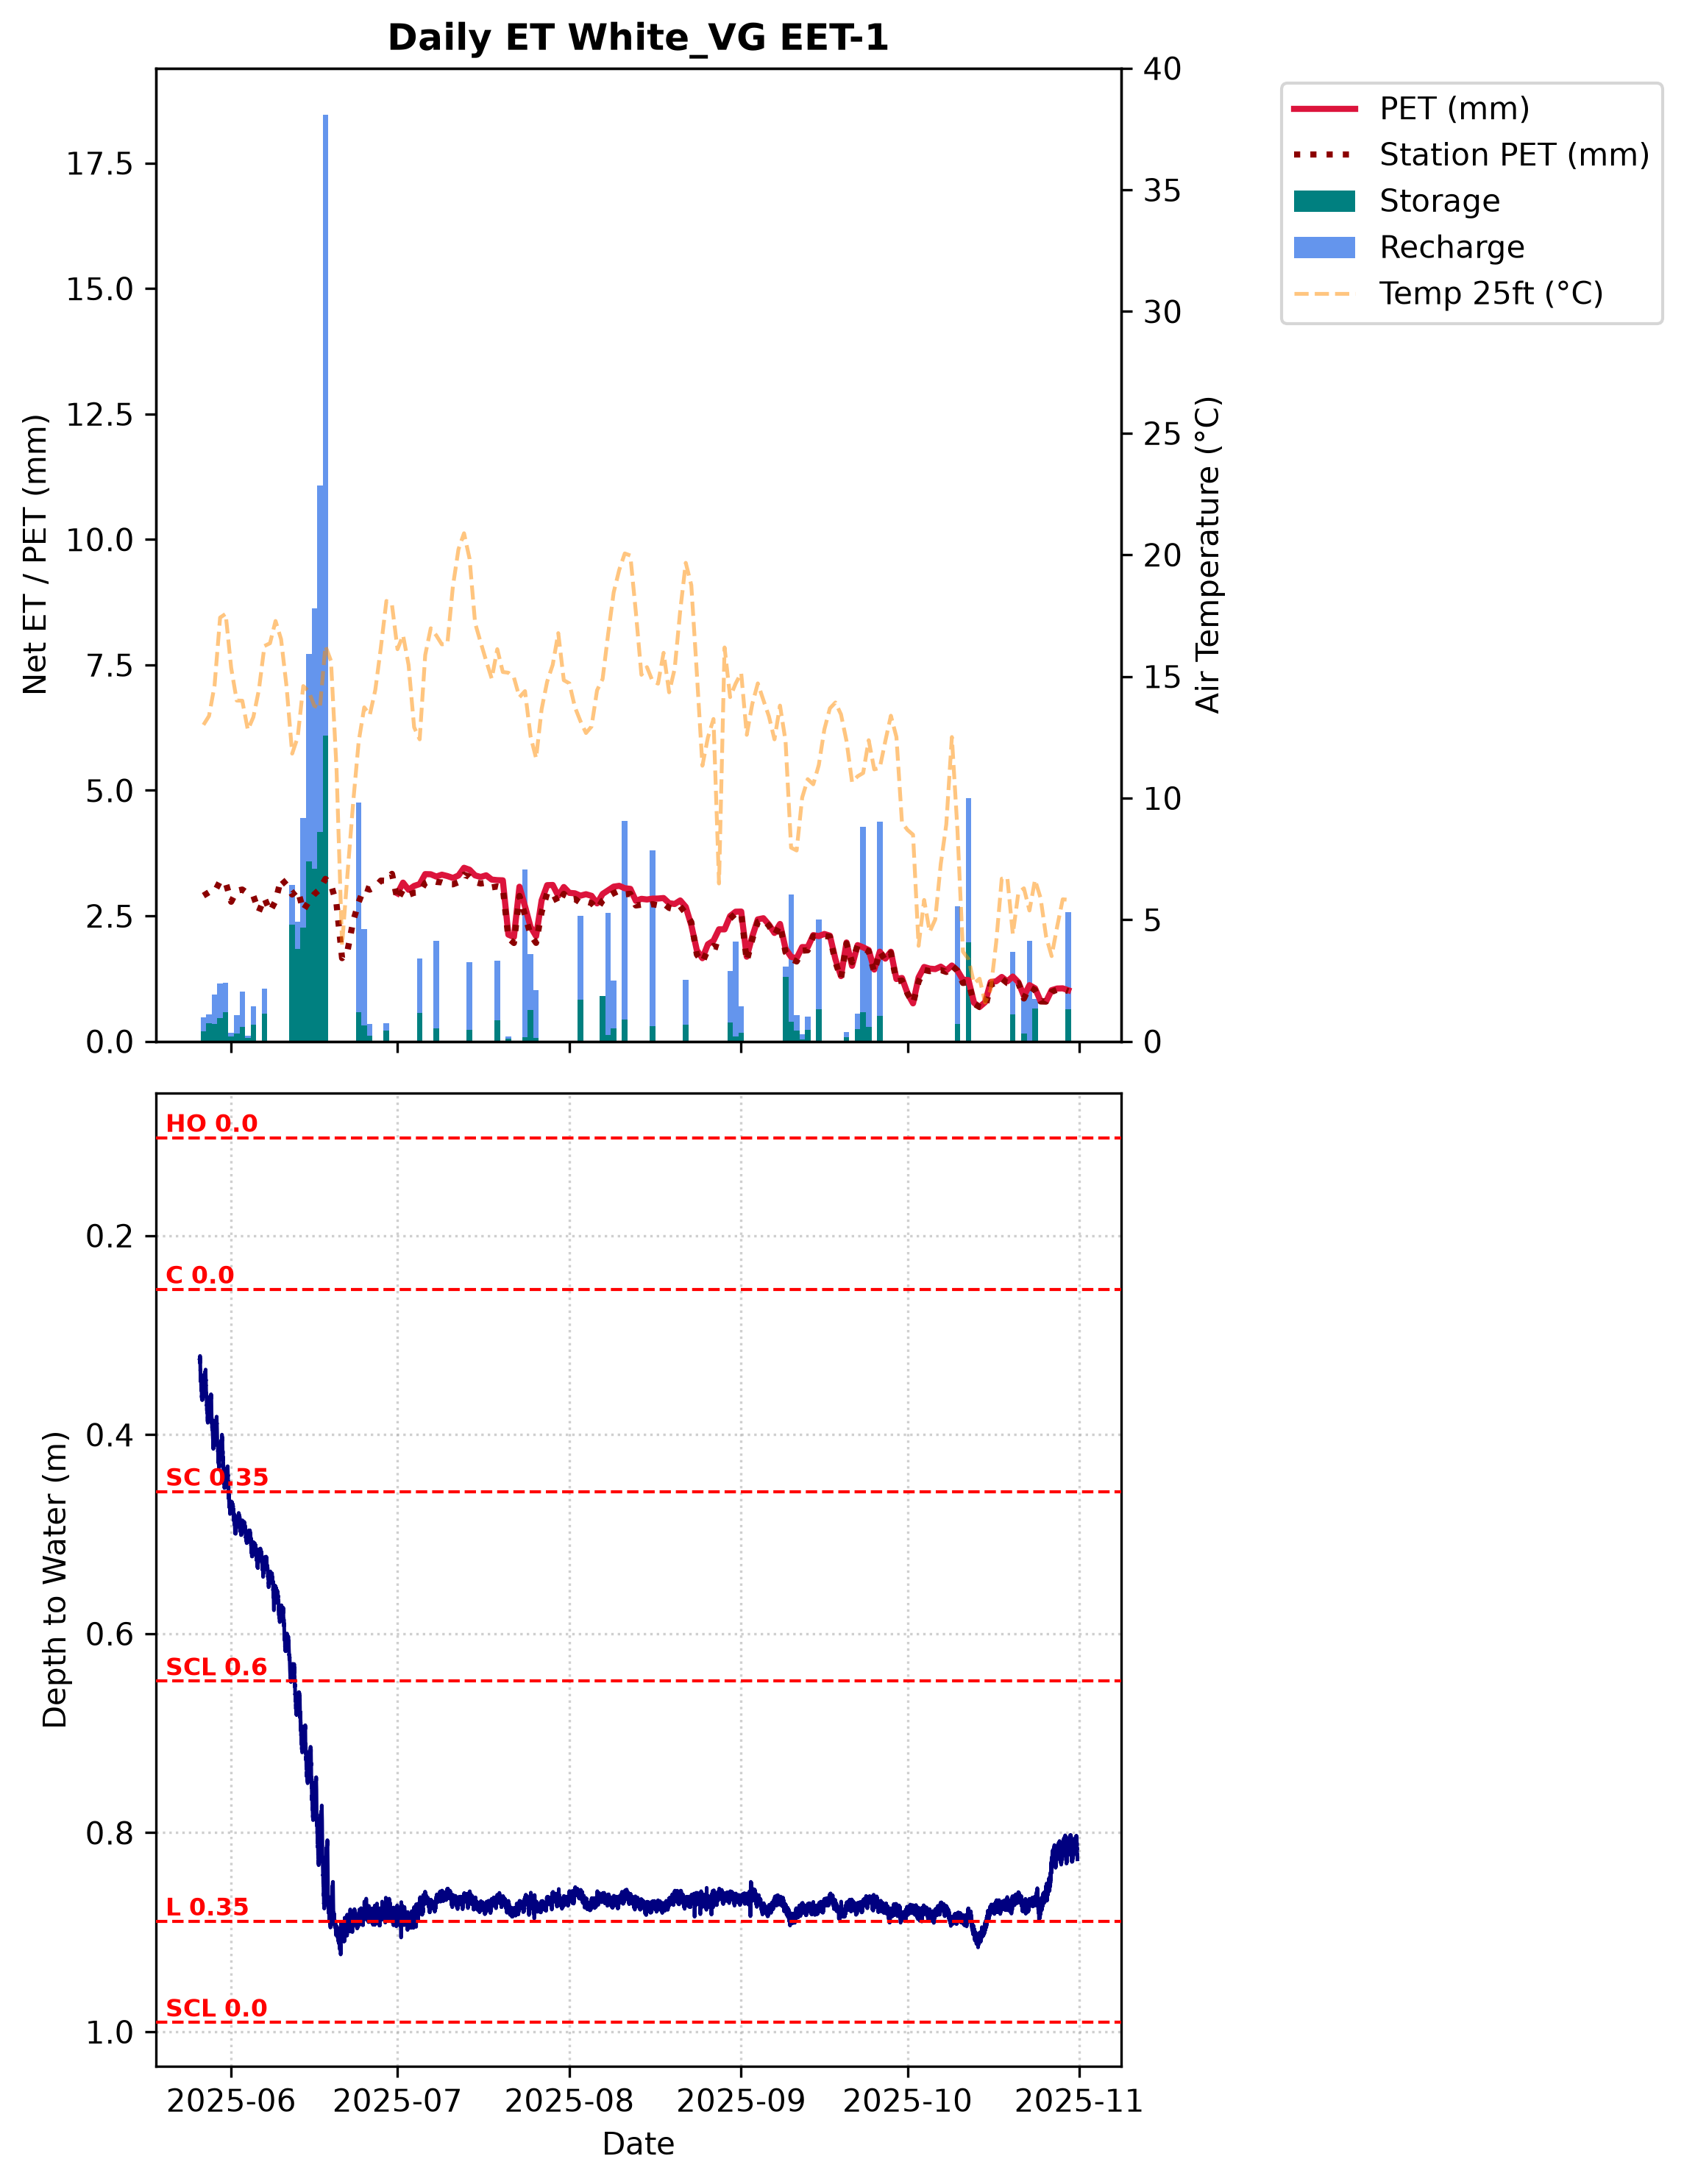 Daily ET White_VG EET-1
PET (mm)
Station PET (mm)
Storage
Recharge
Temp 25ft (°C)
Net ET / PET (mm)
17.5
15.0
12.5
10.0
7.5
5.0
2.5
0.0
Air Temperature (°C)
40
35
30
25
20
15
10
5
0
Depth to Water (m)
0.2
0.4
0.6
0.8
1.0
HO 0.0
C 0.0
SC 0.35
SCL 0.6
L 0.35
SCL 0.0
2025-06 2025-07 2025-08 2025-09 2025-10 2025-11
Date